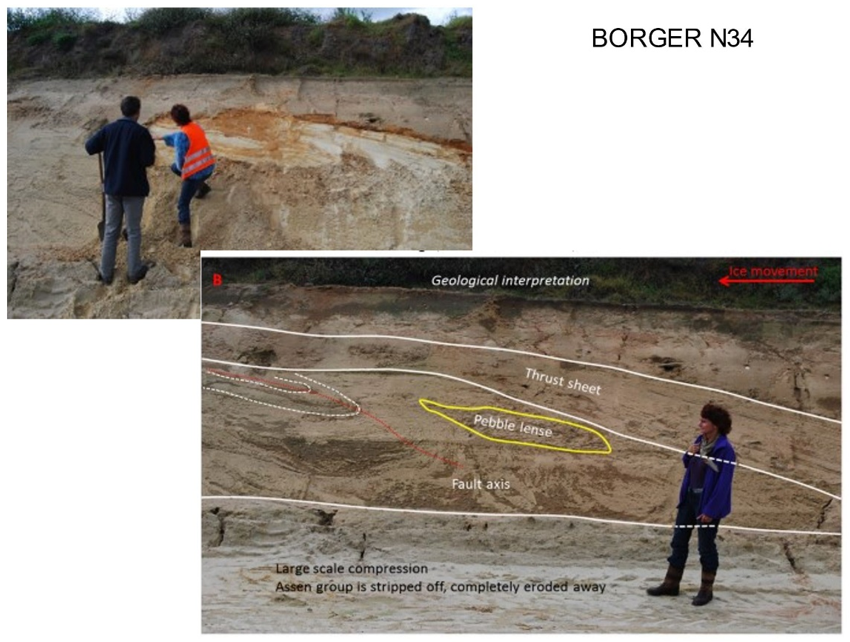 BORGER N34
B
Geological interpretation
Ice movement
Thrust sheet
Pebble lense
Fault axis
Large scale compression
Assen group is stripped off, completely eroded away